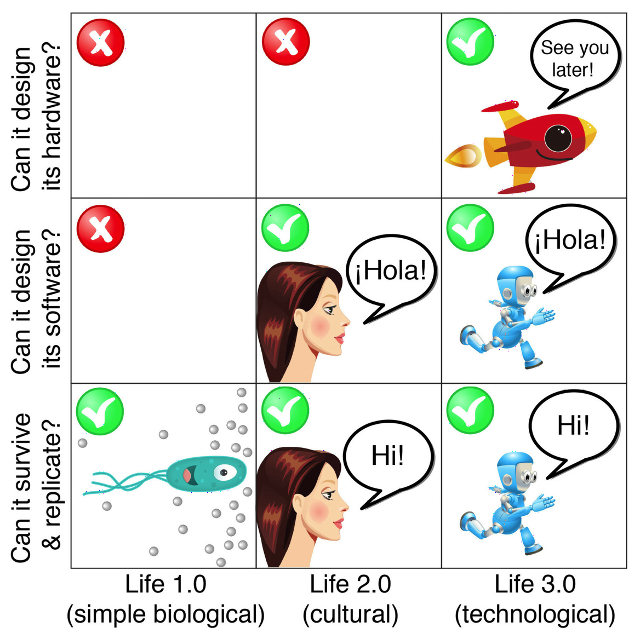 Can it design
its hardware?
See you
later!
Can it design
its software?
¡Hola!
¡Hola!
Can it survive
& replicate?
Hi!
Hi!
Life 1.0
(simple biological)
Life 2.0
(cultural)
Life 3.0
(technological)